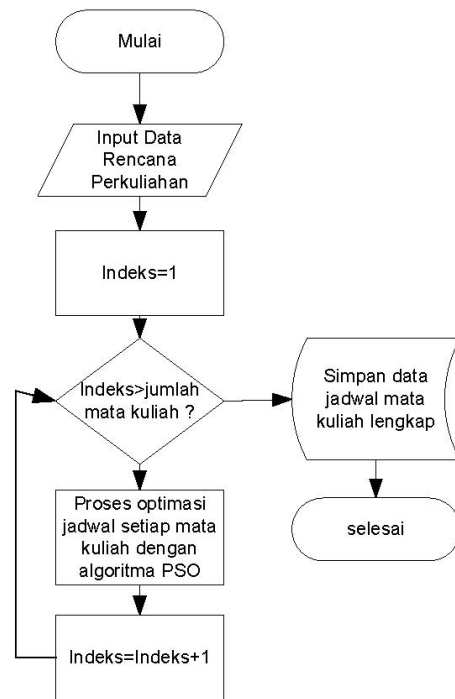 Mulai
Input Data
Rencana
Perkuliahan
Indeks=1
Indeks>jumlah
mata kuliah ?
Simpan data
jadwal mata
kuliah lengkap
Proses optimasi
jadwal setiap mata
kuliah dengan
algoritma PSO
selesai
Indeks=Indeks+1